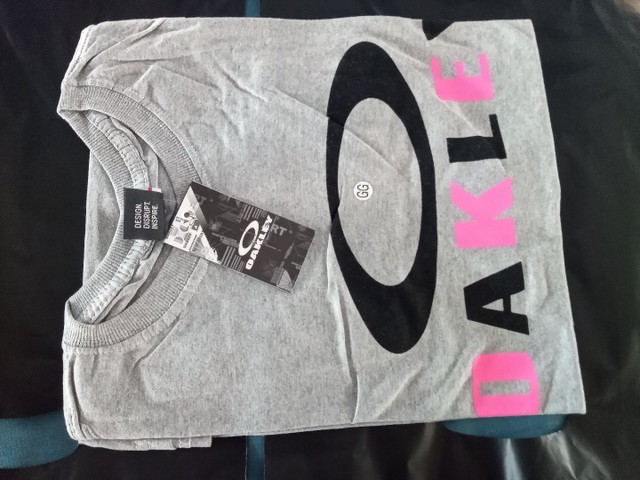 DESIGN.
DISRUPT.
INSPIRE.
OAKLEY
GG
OAKLEY